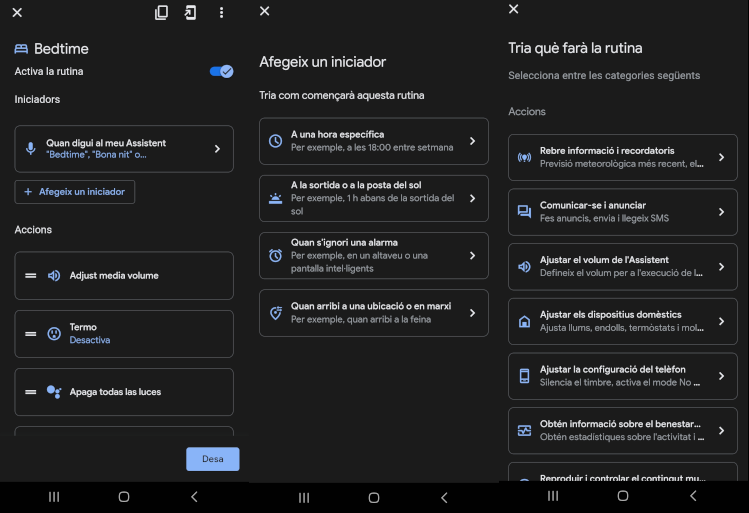 Bedtime
Activa la rutina
Iniciadors
Quan digui al meu Assistent
"Bedtime", "Bona nit" o...
+ Afegeix un iniciador
Accions
Adjust media volume
Termo
Desactiva
Apaga todas las luces
Desa
Afegeix un iniciador
Tria com començarà aquesta rutina
A una hora específica
Per exemple, a les 18:00 entre setmana
A la sortida o a la posta del sol
Per exemple, 1 h abans de la sortida del
sol
Quan s'ignori una alarma
Per exemple, en un altaveu o una
pantalla intel·ligents
Quan arribi a una ubicació o en marxi
Per exemple, quan arribi a la feina
Tria què farà la rutina
Selecciona entre les categories següents
Accions
Rebre informació i recordatoris
Previsió meteorològica més recent, el...
Comunicar-se i anunciar
Fes anuncis, envia i llegeix SMS
Ajustar el volum de l'Assistent
Defineix el volum per a l'execució de l...
Ajustar els dispositius domèstics
Ajusta llums, endolls, termòstats i mol...
Ajustar la configuració del telèfon
Silencia el timbre, activa el mode No ...
Obtén informació sobre el benestar...
Obtén estadístiques sobre l'activitat i ...
Reproduir i controlar el contingut mu...